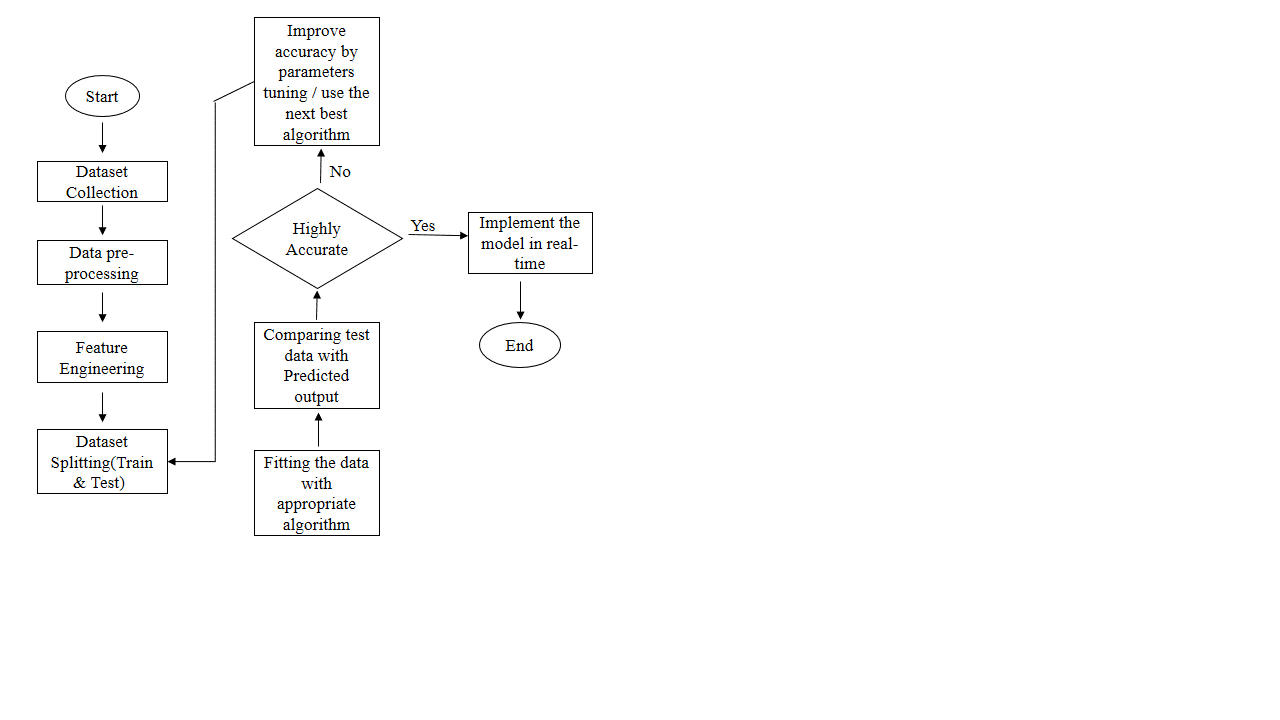 Start
Dataset
Collection
Data pre-
processing
Feature
Engineering
Dataset
Splitting(Train
& Test)
Improve
accuracy by
parameters
tuning / use the
next best
algorithm
No
Highly
Accurate
Yes
Comparing test
data with
Predicted
output
Fitting the data
with
appropriate
algorithm
Implement the
model in real-
time
End